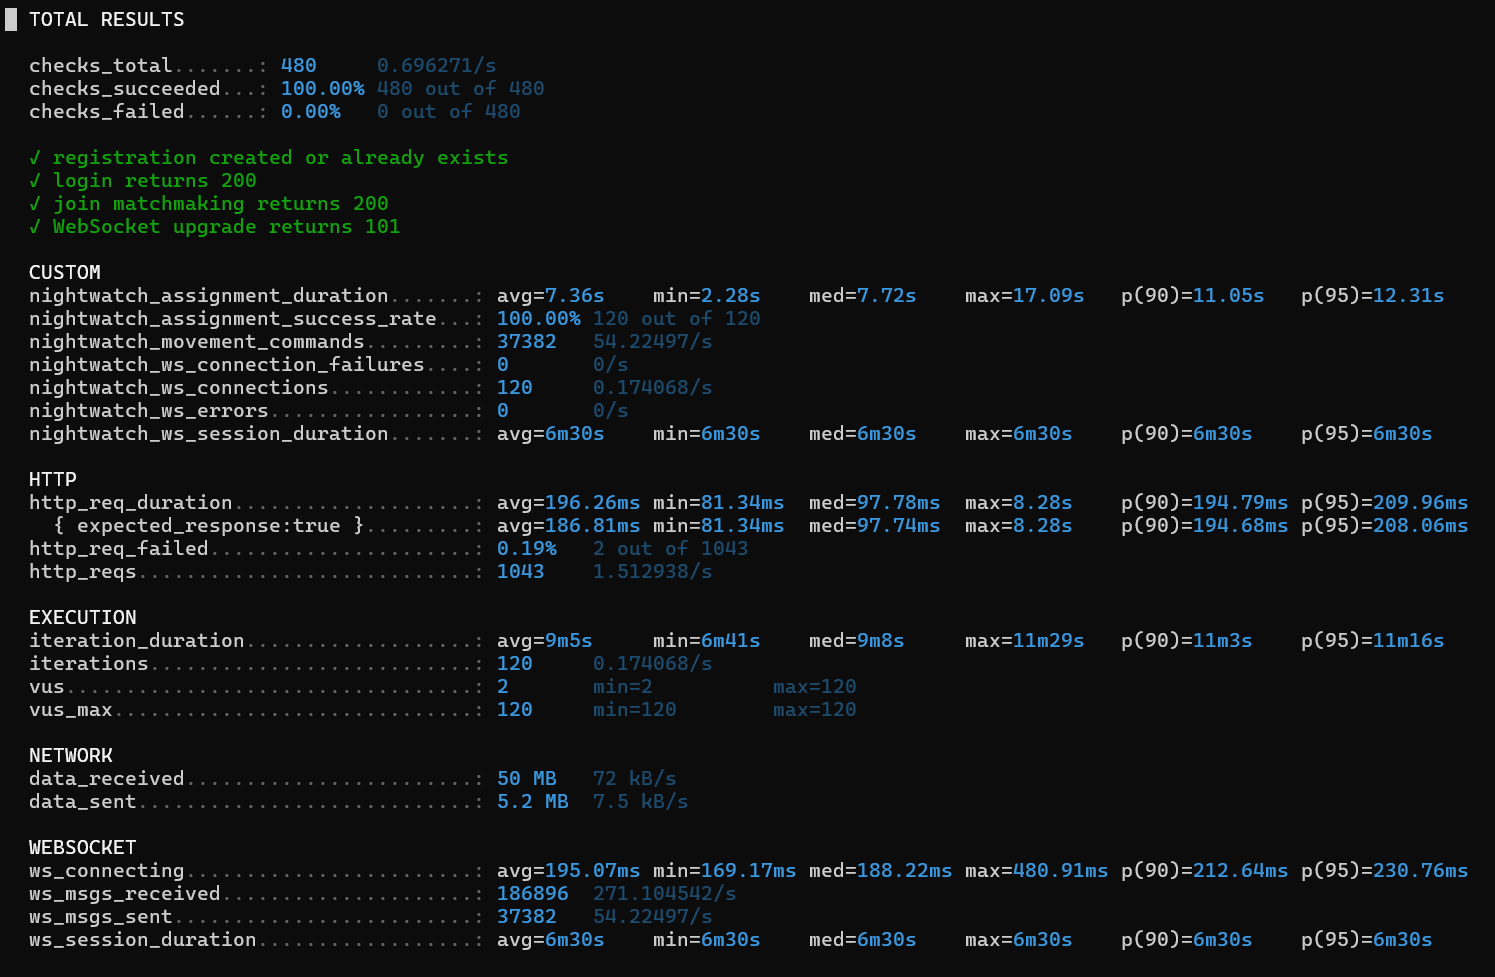 TOTAL RESULTS
checks_total.......: 480 0.696271/s
checks_succeeded...: 100.00% 480 out of 480
checks_failed......: 0.00% 0 out of 480
√ registration created or already exists
√ login returns 200
√ join matchmaking returns 200
√ WebSocket upgrade returns 101
CUSTOM
nightwatch_assignment_duration.......: avg=7.36s min=2.28s med=7.72s max=17.09s p(90)=11.05s p(95)=12.31s
nightwatch_assignment_success_rate...: 100.00% 120 out of 120
nightwatch_movement_commands.........: 37382 54.22497/s
nightwatch_ws_connection_failures....: 0 0/s
nightwatch_ws_connections............: 120 0.174068/s
nightwatch_ws_errors.................: 0 0/s
nightwatch_ws_session_duration.......: avg=6m30s min=6m30s med=6m30s max=6m30s p(90)=6m30s p(95)=6m30s
HTTP
http_req_duration....................: avg=196.26ms min=81.34ms med=97.78ms max=8.28s p(90)=194.79ms p(95)=209.96ms
{ expected_response:true }.........: avg=186.81ms min=81.34ms med=97.74ms max=8.28s p(90)=194.68ms p(95)=208.06ms
http_req_failed......................: 0.19% 2 out of 1043
http_reqs............................: 1043 1.512938/s
EXECUTION
iteration_duration...................: avg=9m5s min=6m41s med=9m8s max=11m29s p(90)=11m3s p(95)=11m16s
iterations...........................: 120 0.174068/s
vus..................................: 2 min=2 max=120
vus_max..............................: 120 min=120 max=120
NETWORK
data_received........................: 50 MB 72 kB/s
data_sent............................: 5.2 MB 7.5 kB/s
WEBSOCKET
ws_connecting........................: avg=195.07ms min=169.17ms med=188.22ms max=480.91ms p(90)=212.64ms p(95)=230.76ms
ws_msgs_received.....................: 186896 271.104542/s
ws_msgs_sent.........................: 37382 54.22497/s
ws_session_duration..................: avg=6m30s min=6m30s med=6m30s max=6m30s p(90)=6m30s p(95)=6m30s